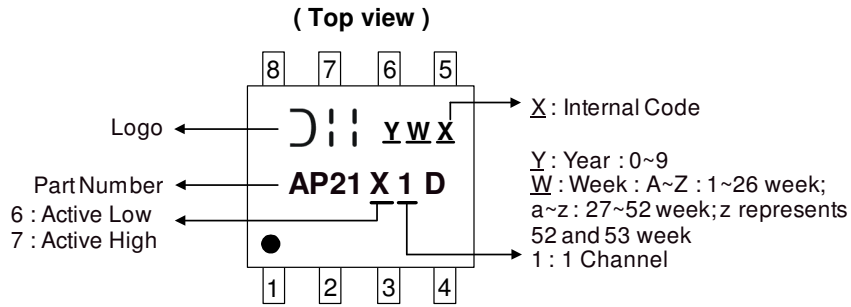 ( Top view )
8 7 6 5
Logo
Y W X
X : Internal Code
Part Number
AP21 X 1 D
6 : Active Low
7 : Active High
Y : Year : 0~9
W : Week : A~Z : 1~26 week;
a~z : 27~52 week; z represents
52 and 53 week
1 : 1 Channel
1 2 3 4